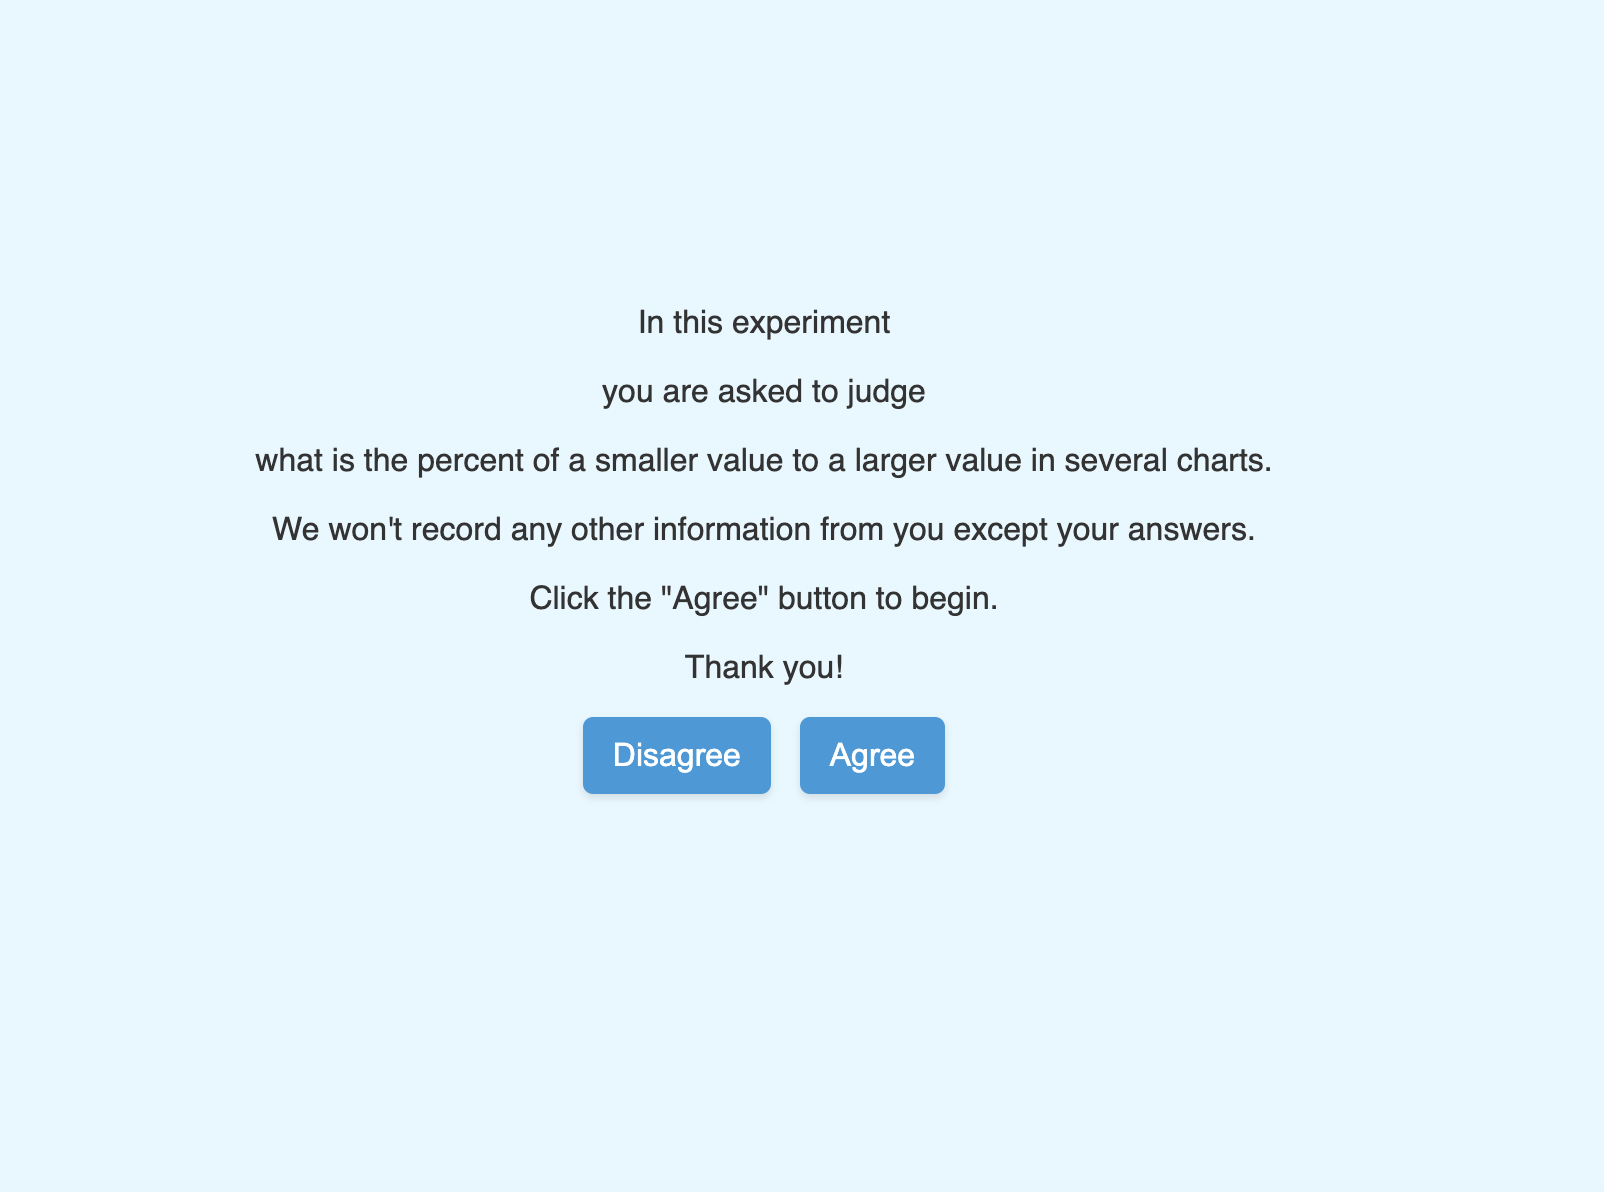 In this experiment
you are asked to judge
what is the percent of a smaller value to a larger value in several charts.
We won't record any other information from you except your answers.
Click the "Agree" button to begin.
Thank you!
Disagree
Agree